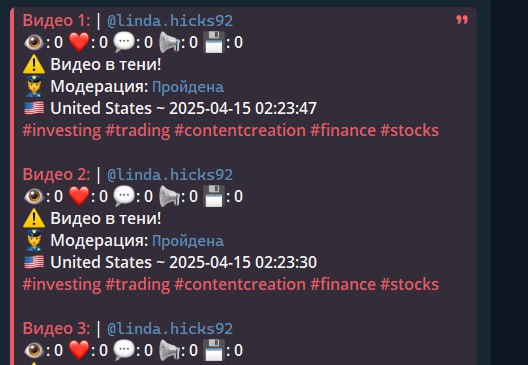 Видео 1: | @linda.hicks92
👁: 0 ❤️: 0 💬: 0 📢: 0 💾: 0
⚠️ Видео в тени!
👮 Модерация: Пройдена
🇺🇸 United States ~ 2025-04-15 02:23:47
#investing #trading #contentcreation #finance #stocks
Видео 2: | @linda.hicks92
👁: 0 ❤️: 0 💬: 0 📢: 0 💾: 0
⚠️ Видео в тени!
👮 Модерация: Пройдена
🇺🇸 United States ~ 2025-04-15 02:23:30
#investing #trading #contentcreation #finance #stocks
Видео 3: | @linda.hicks92
👁: 0 ❤️: 0 💬: 0 📢: 0 💾: 0